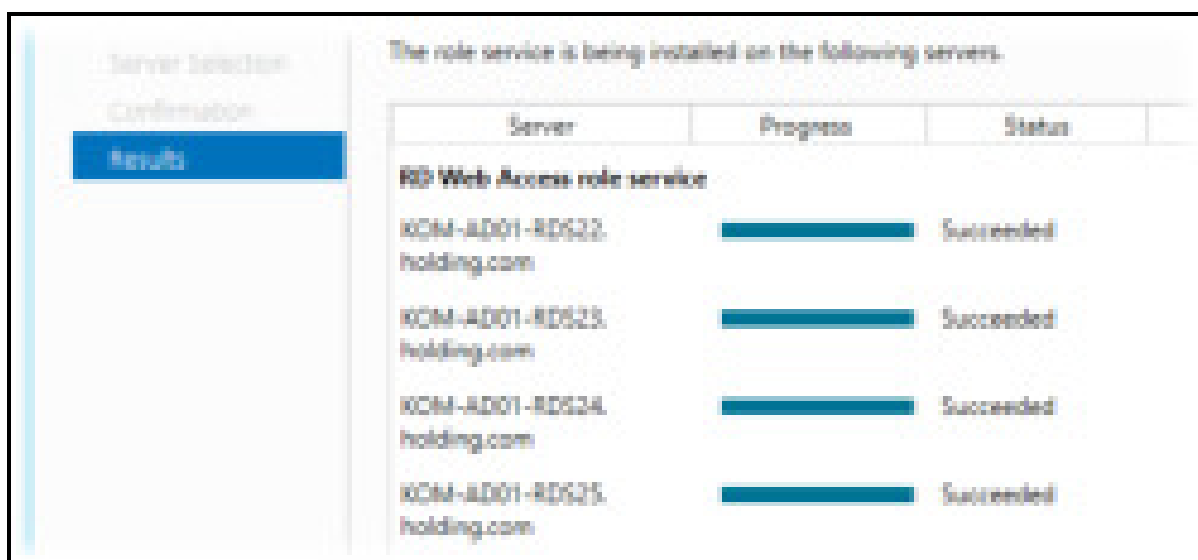 Server Selection
Confirmation
Results
The role service is being installed on the following servers.
Server Progress Status
RD Web Access role service
KOM-AD01-RDS22. Succeeded
holding.com
KOM-AD01-RDS23. Succeeded
holding.com
KOM-AD01-RDS24. Succeeded
holding.com
KOM-AD01-RDS25. Succeeded
holding.com